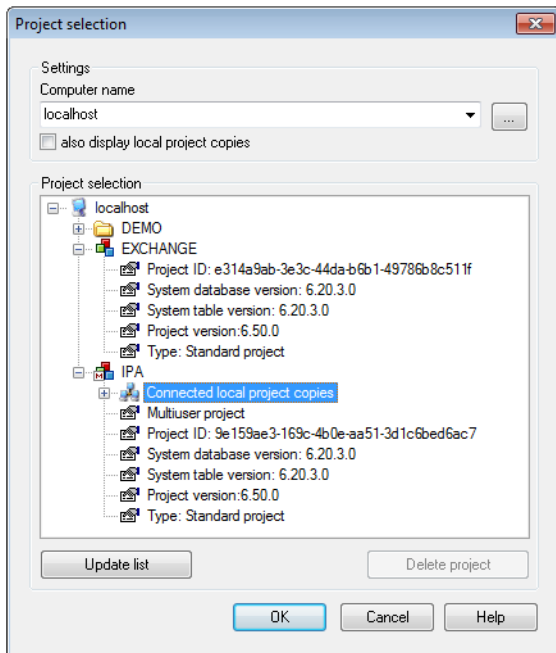 Project selection
Settings
Computer name
localhost
...
also display local project copies
Project selection
localhost
DEMO
EXCHANGE
Project ID: e314a9ab-3e3c-44da-b6b1-49786b8c511f
System database version: 6.20.3.0
System table version: 6.20.3.0
Project version:6.50.0
Type: Standard project
IPA
Connected local project copies
Multiuser project
Project ID: 9e159ae3-169c-4b0e-aa51-3d1c6bed6ac7
System database version: 6.20.3.0
System table version: 6.20.3.0
Project version:6.50.0
Type: Standard project
Update list Delete project
OK Cancel Help